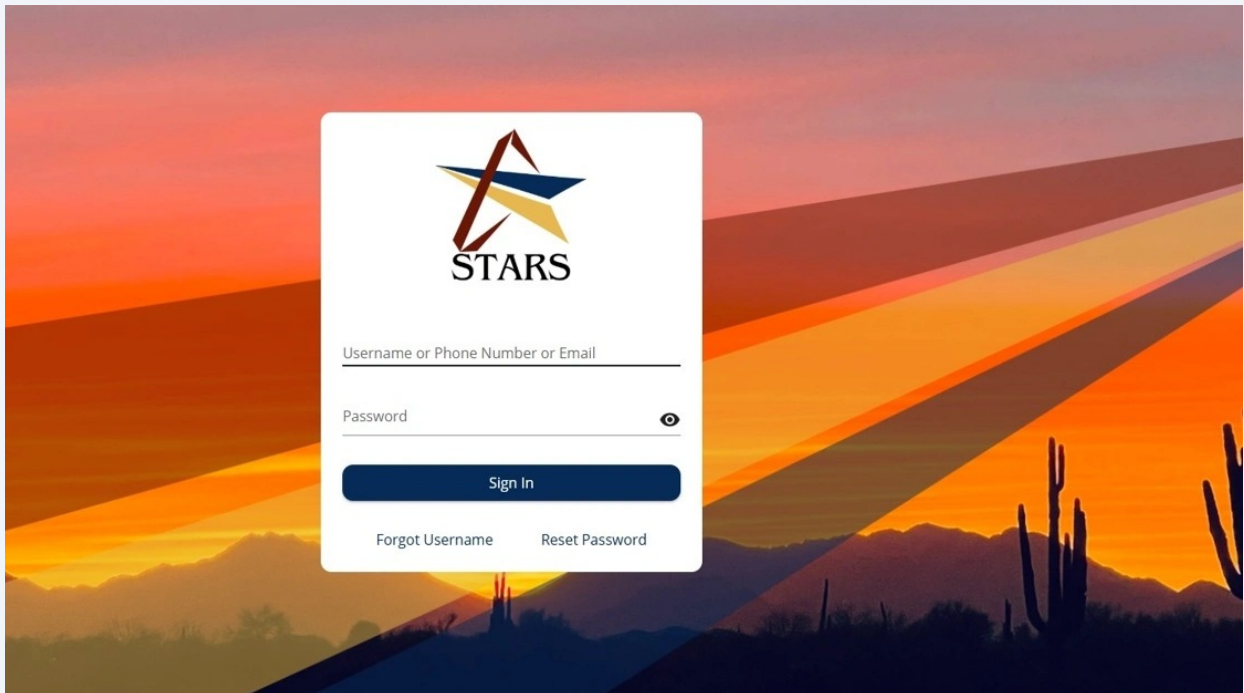 STARS
Username or Phone Number or Email
Password
Sign In
Forgot Username Reset Password